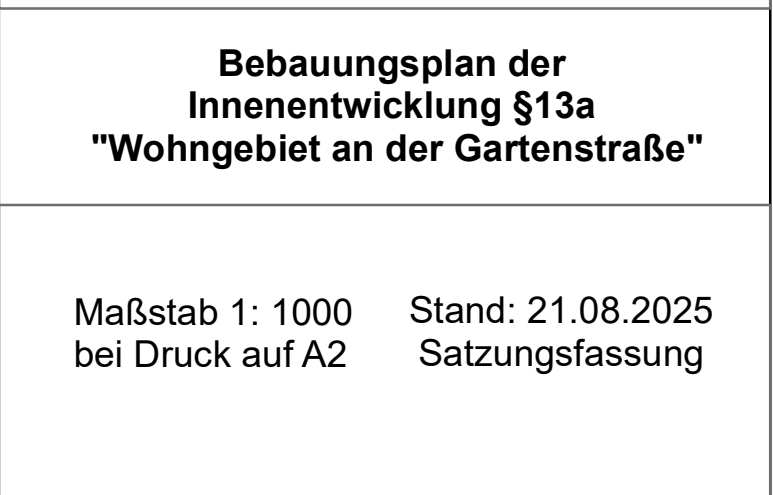 Bebauungsplan der
Innenentwicklung §13a
"Wohngebiet an der Gartenstraße"
Maßstab 1: 1000
bei Druck auf A2
Stand: 21.08.2025
Satzungsfassung